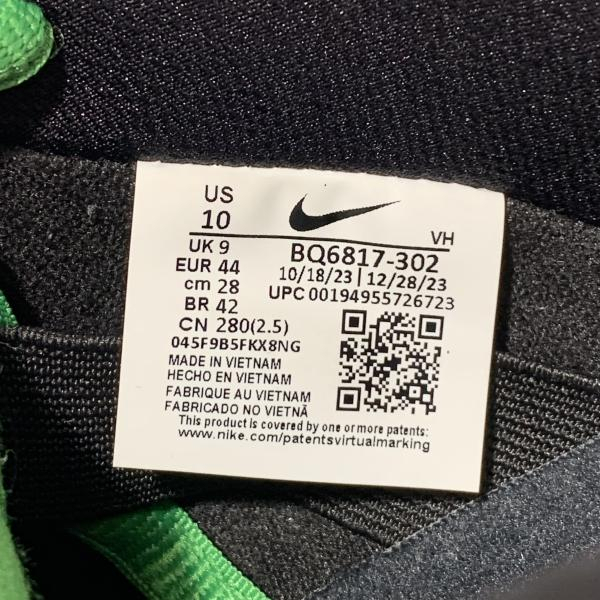 US
10
UK 9
EUR 44
cm 28
BR 42
CN 280(2.5)
VH
BQ6817-302
10/18/23 | 12/28/23
UPC 00194955726723
045F9B5FKX8NG
MADE IN VIETNAM
HECHO EN VIETNAM
FABRIQUE AU VIETNAM
FABRICADO NO VIETNÃ
This product is covered by one or more patents:
www.nike.com/patentsvirtualmarking